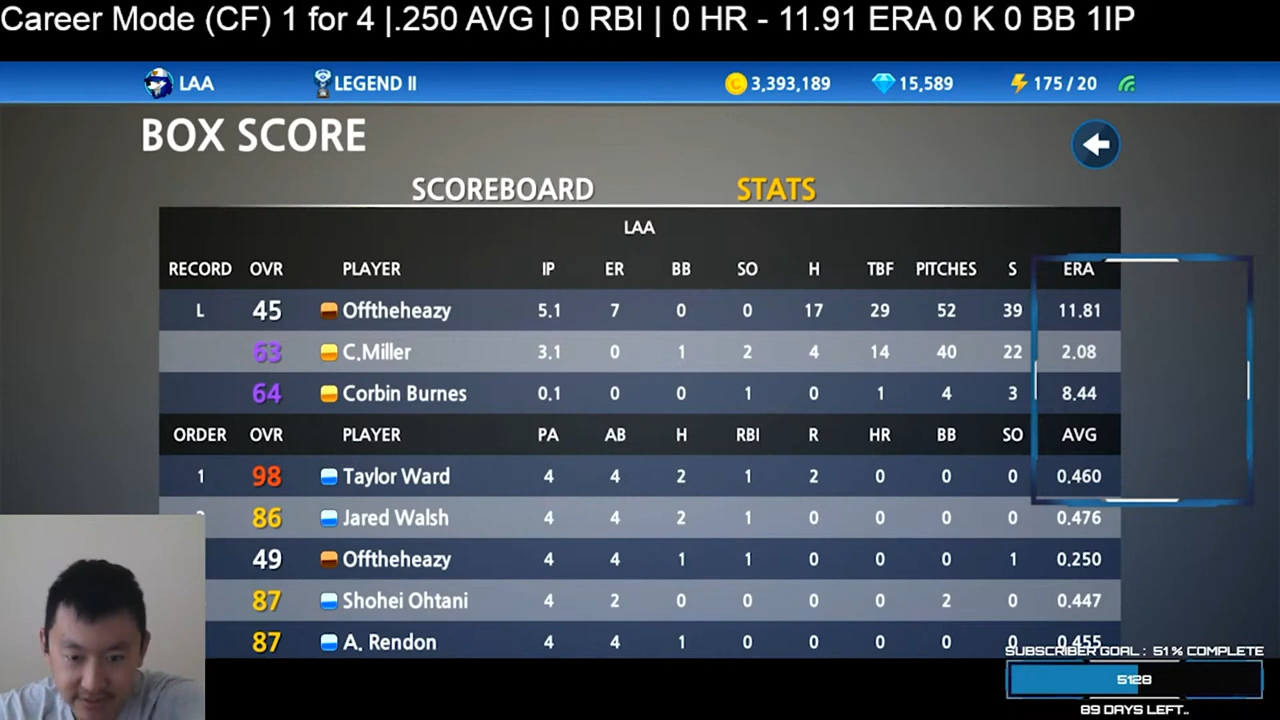 Career Mode (CF) 1 for 4 |.250 AVG | 0 RBI | 0 HR - 11.91 ERA 0 K 0 BB 1IP
LAA LEGEND II 3,393,189 15,589 175 / 20
BOX SCORE
SCOREBOARD STATS
LAA
RECORD OVR PLAYER IP ER BB SO H TBF PITCHES S ERA
L 45 Offtheheazy 5.1 7 0 0 17 29 52 39 11.81
63 C.Miller 3.1 0 1 2 4 14 40 22 2.08
64 Corbin Burnes 0.1 0 0 1 0 1 4 3 8.44
ORDER OVR PLAYER PA AB H RBI R HR BB SO AVG
1 98 Taylor Ward 4 4 2 1 2 0 0 0 0.460
86 Jared Walsh 4 4 2 1 0 0 0 0 0.476
49 Offtheheazy 4 4 1 1 0 0 0 1 0.250
87 Shohei Ohtani 4 2 0 0 0 0 2 0 0.447
87 A. Rendon 4 4 1 0 0 0 0 0 0.455
SUBSCRIBER GOAL : 51% COMPLETE
5128
89 DAYS LEFT..